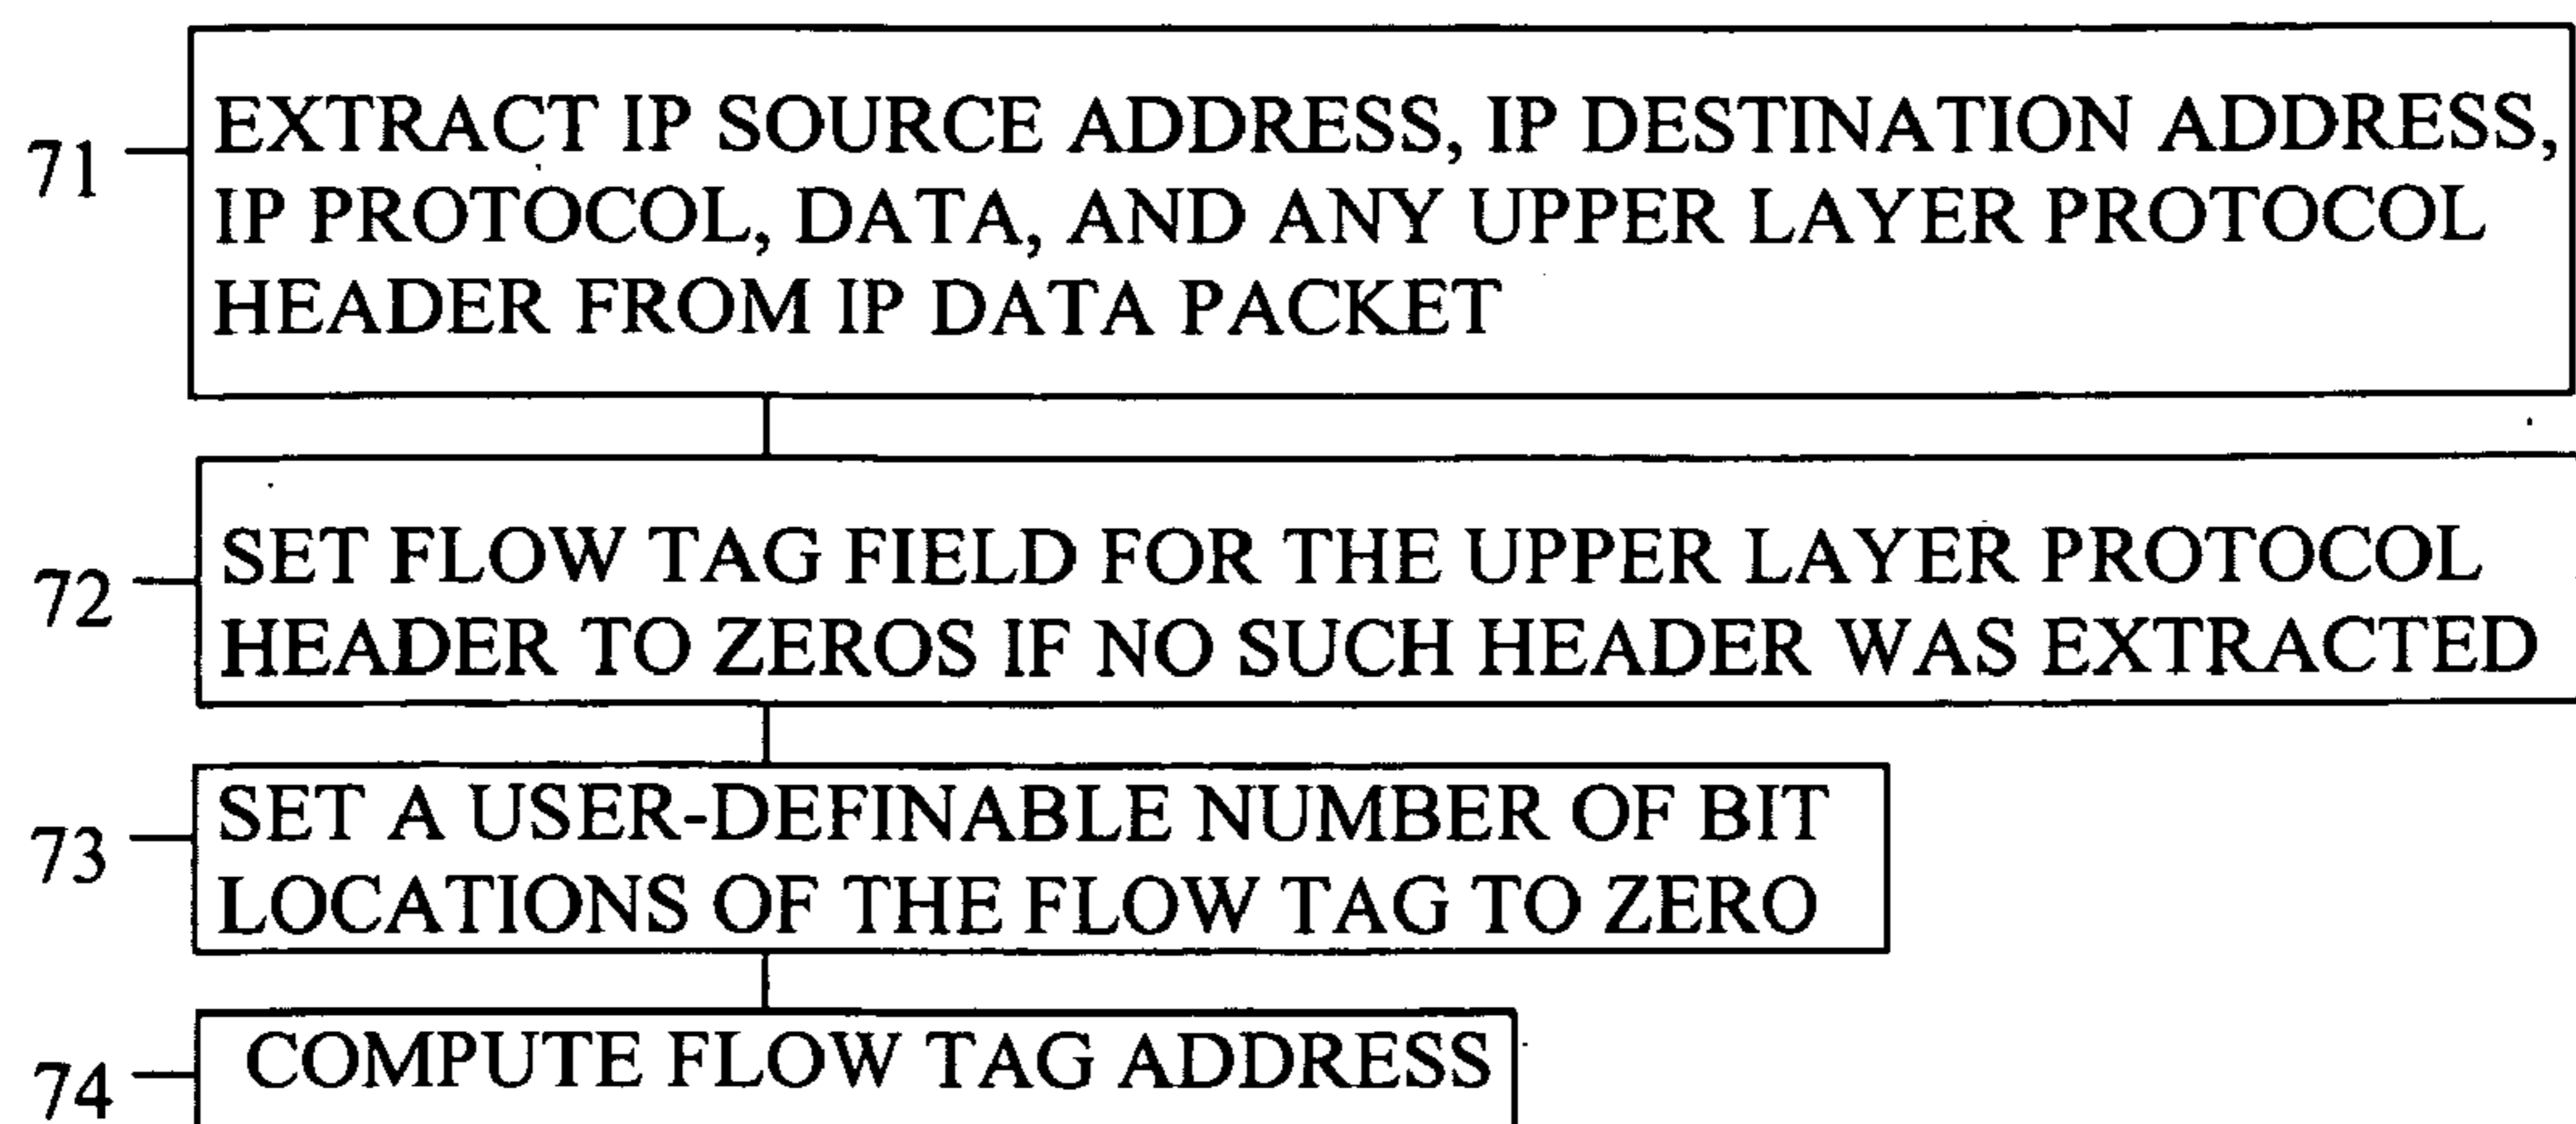 71
EXTRACT IP SOURCE ADDRESS, IP DESTINATION ADDRESS,
IP PROTOCOL, DATA, AND ANY UPPER LAYER PROTOCOL
HEADER FROM IP DATA PACKET
72
SET FLOW TAG FIELD FOR THE UPPER LAYER PROTOCOL
HEADER TO ZEROS IF NO SUCH HEADER WAS EXTRACTED
73
SET A USER-DEFINABLE NUMBER OF BIT
LOCATIONS OF THE FLOW TAG TO ZERO
74
COMPUTE FLOW TAG ADDRESS